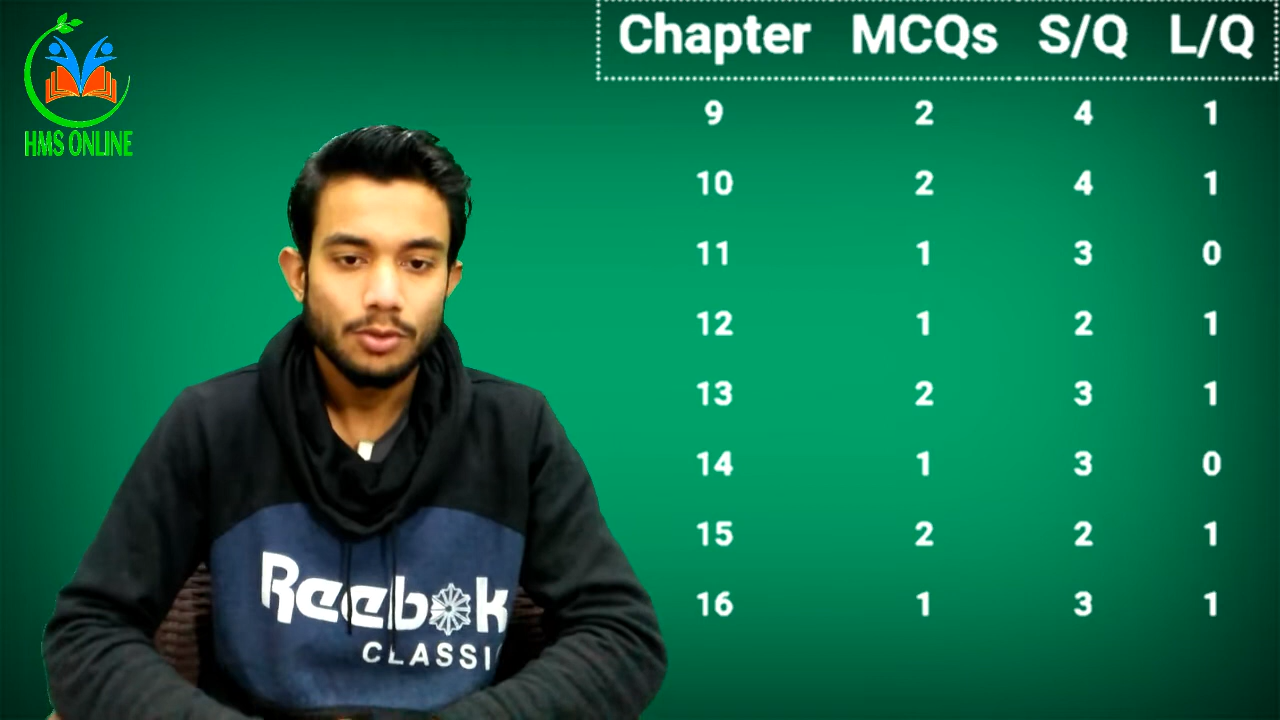 HMS ONLINE
Chapter MCQs S/Q L/Q
9 2 4 1
10 2 4 1
11 1 3 0
12 1 2 1
13 2 3 1
14 1 3 0
15 2 2 1
16 1 3 1
Reebok
CLASSI